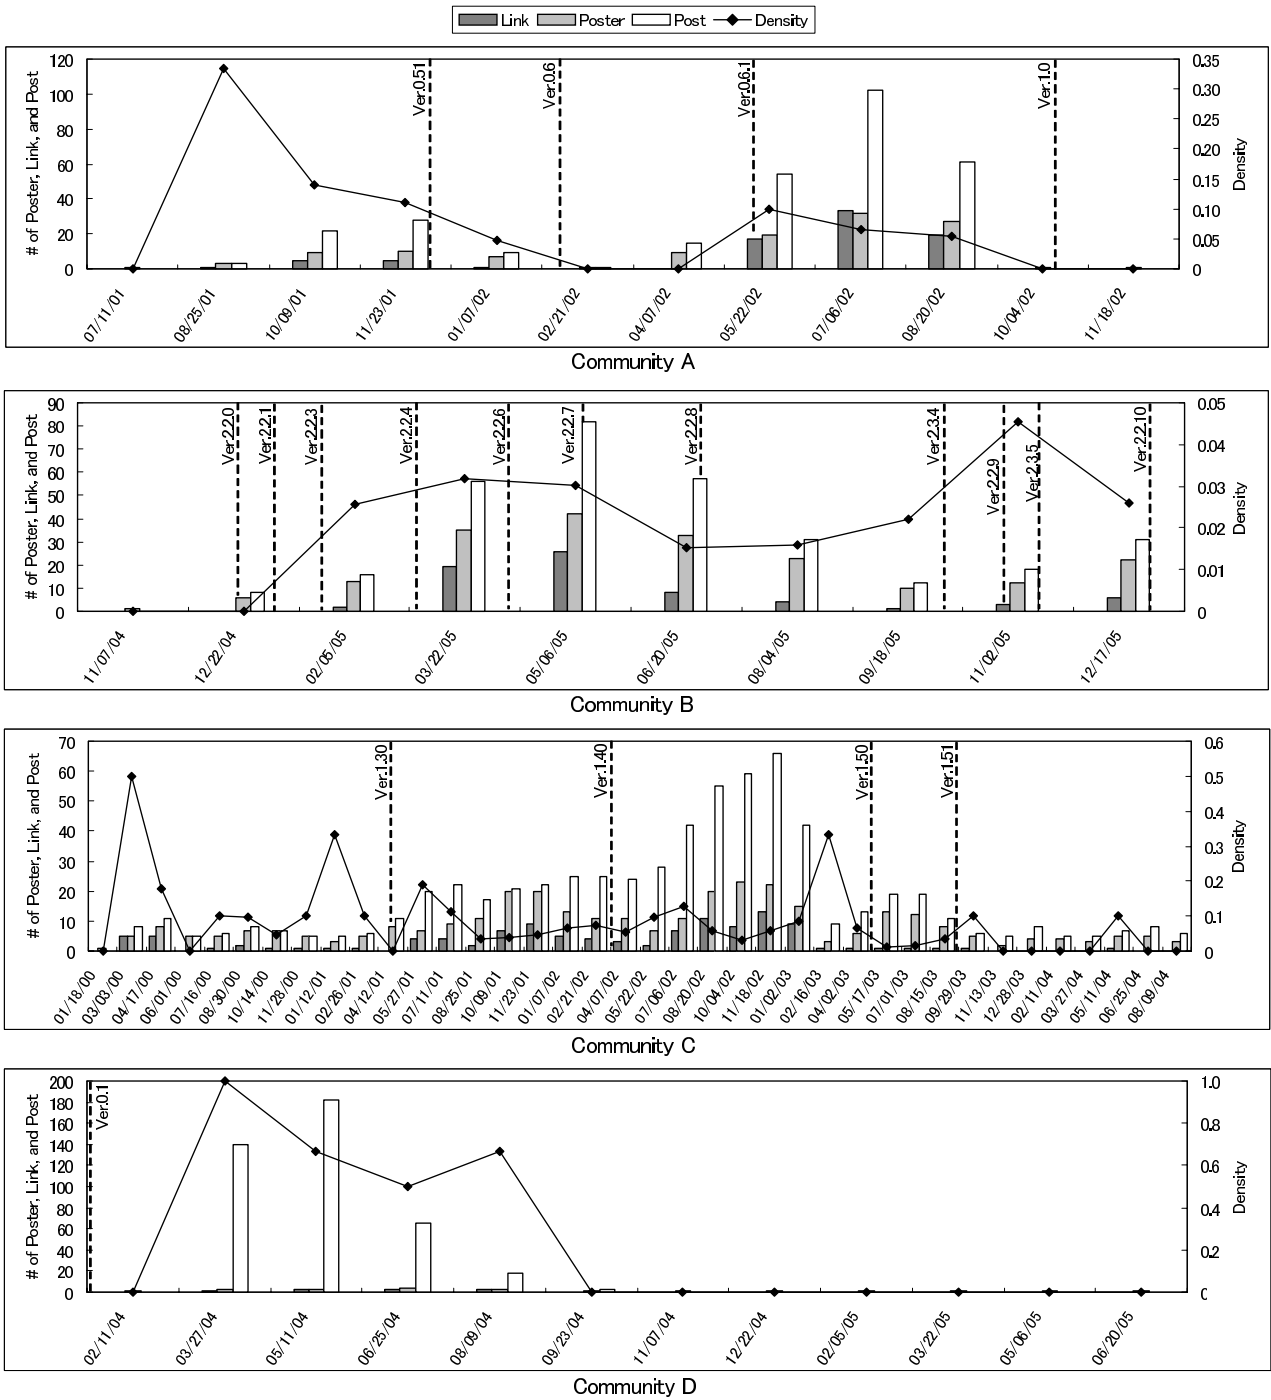 Link Poster Post Density
# of Poster, Link, and Post
120
100
80
60
40
20
0
Ver.0.51
Ver.0.6
Ver.0.6.1
Ver.1.0
0.35
0.30
0.25
0.20
0.15
0.10
0.05
0
Density
07/11/01 08/25/01 10/09/01 11/23/01 01/07/02 02/21/02 04/07/02 05/22/02 07/06/02 08/20/02 10/04/02 11/18/02
Community A
# of Poster, Link, and Post
90
80
70
60
50
40
30
20
10
0
Ver.2.2.0
Ver.2.2.1
Ver.2.2.3
Ver.2.2.4
Ver.2.2.6
Ver.2.2.7
Ver.2.2.8
Ver.2.3.4
Ver.2.2.9
Ver.2.3.5
Ver.2.2.10
0.05
0.04
0.03
0.02
0.01
0
Density
11/07/04 12/22/04 02/05/05 03/22/05 05/06/05 06/20/05 08/04/05 09/18/05 11/02/05 12/17/05
Community B
# of Poster, Link, and Post
70
60
50
40
30
20
10
0
Ver.1.30
Ver.1.40
Ver.1.50
Ver.1.51
0.6
0.5
0.4
0.3
0.2
0.1
0
Density
01/18/00 03/03/00 04/17/00 06/01/00 07/16/00 08/30/00 10/14/00 11/28/00 01/12/01 02/26/01 04/12/01 05/27/01 07/11/01 08/25/01 10/09/01 11/23/01 01/07/02 02/21/02 04/07/02 05/22/02 07/06/02 08/20/02 10/04/02 11/18/02 01/02/03 02/16/03 04/02/03 05/17/03 07/01/03 08/15/03 09/29/03 11/13/03 12/28/03 02/11/04 03/27/04 05/11/04 06/25/04 08/09/04
Community C
# of Poster, Link, and Post
200
180
160
140
120
100
80
60
40
20
0
Ver.0.1
1.0
0.8
0.6
0.4
0.2
Density
02/11/04 03/27/04 05/11/04 06/25/04 08/09/04 09/23/04 11/07/04 12/22/04 02/05/05 03/22/05 05/06/05 06/20/05
Community D